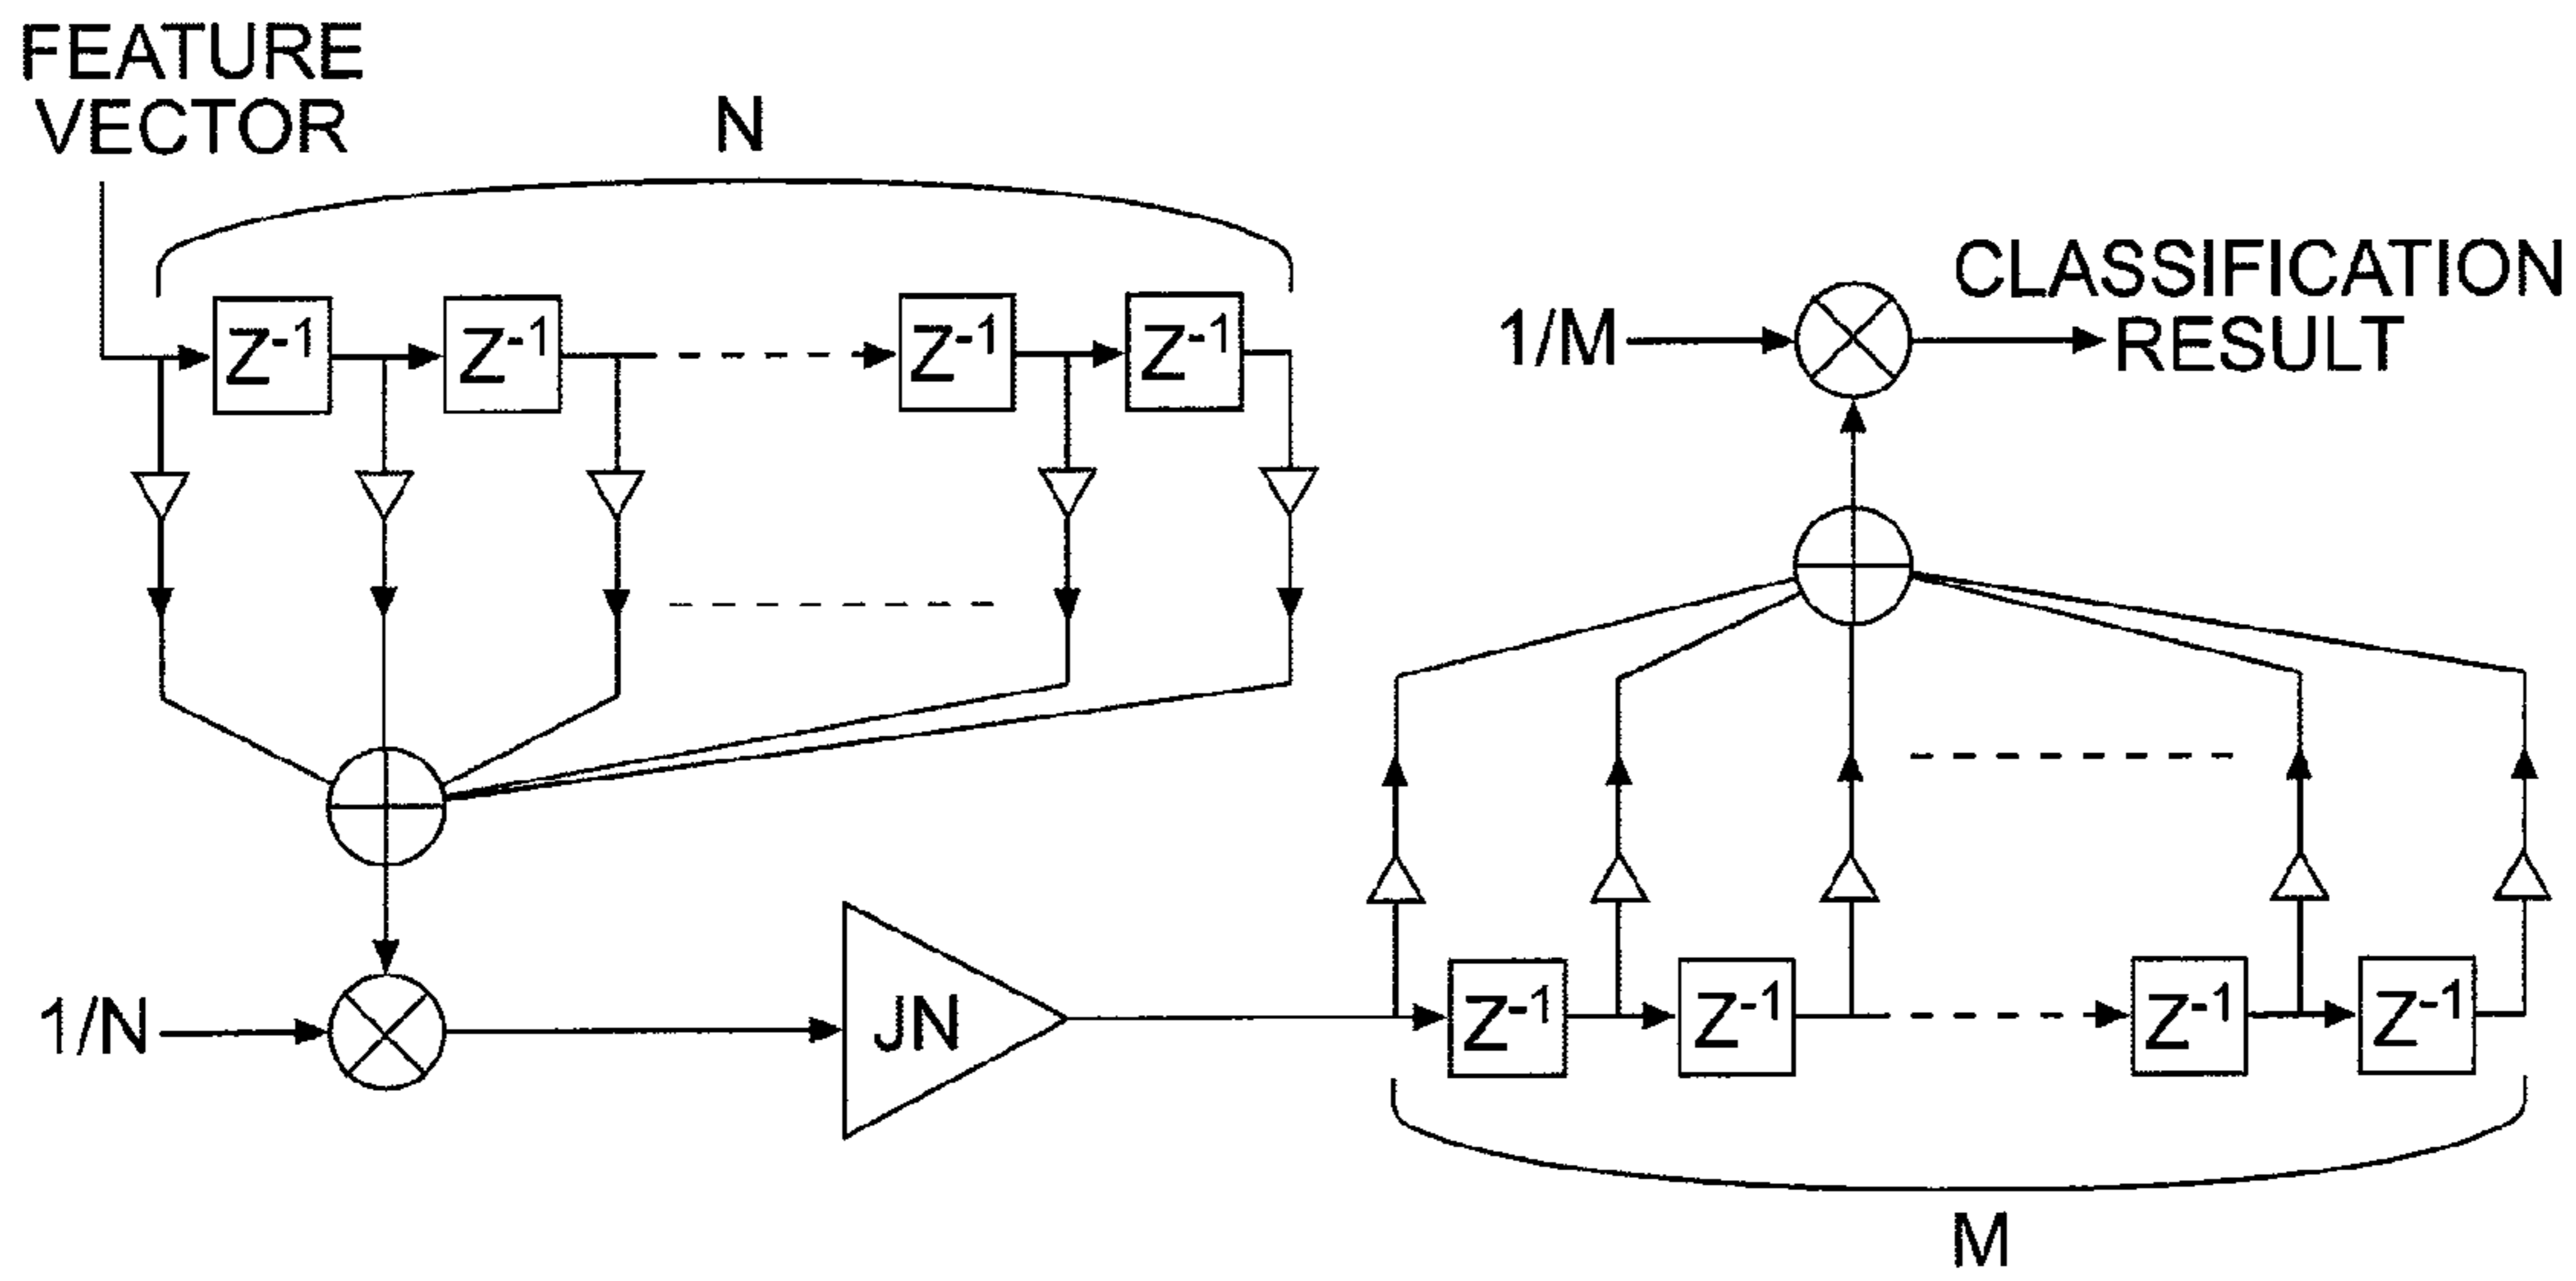 FEATURE
VECTOR
N
Z⁻¹
Z⁻¹
Z⁻¹
Z⁻¹
1/M
CLASSIFICATION
RESULT
1/N
JN
Z⁻¹
Z⁻¹
Z⁻¹
Z⁻¹
M